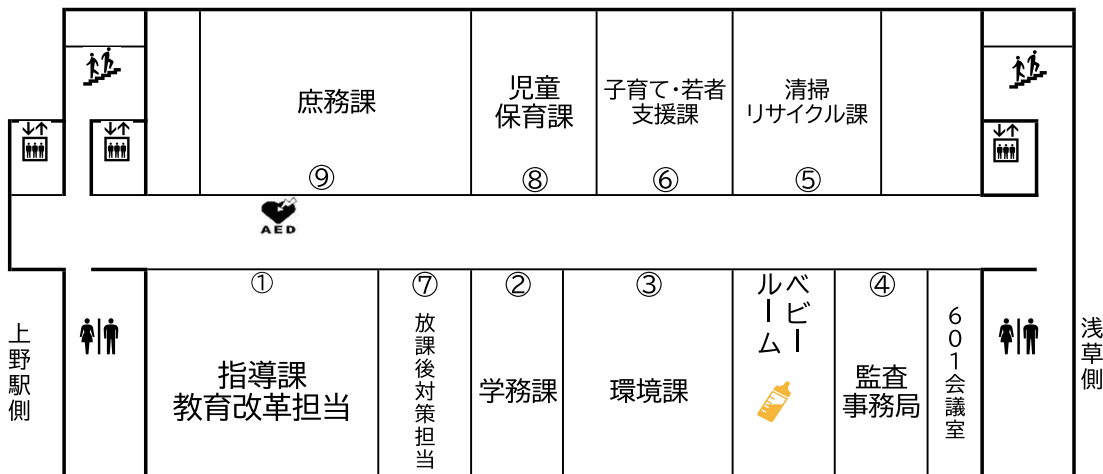 庶務課
⑨
児童
保育課
⑧
子育て・若者
支援課
⑥
清掃
リサイクル課
⑤
AED
①
指導課
教育改革担当
⑦
放課後対策担当
②
学務課
③
環境課
ベビー
ルーム
④
監査
事務局
601会議室
上野駅側
浅草側